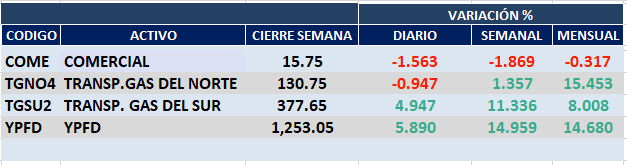 VARIACIÓN %
CODIGO ACTIVO CIERRE SEMANA DIARIO SEMANAL MENSUAL
COME COMERCIAL 15.75 -1.563 -1.869 -0.317
TGNO4 TRANSP.GAS DEL NORTE 130.75 -0.947 1.357 15.453
TGSU2 TRANSP. GAS DEL SUR 377.65 4.947 11.336 8.008
YPFD YPFD 1,253.05 5.890 14.959 14.680